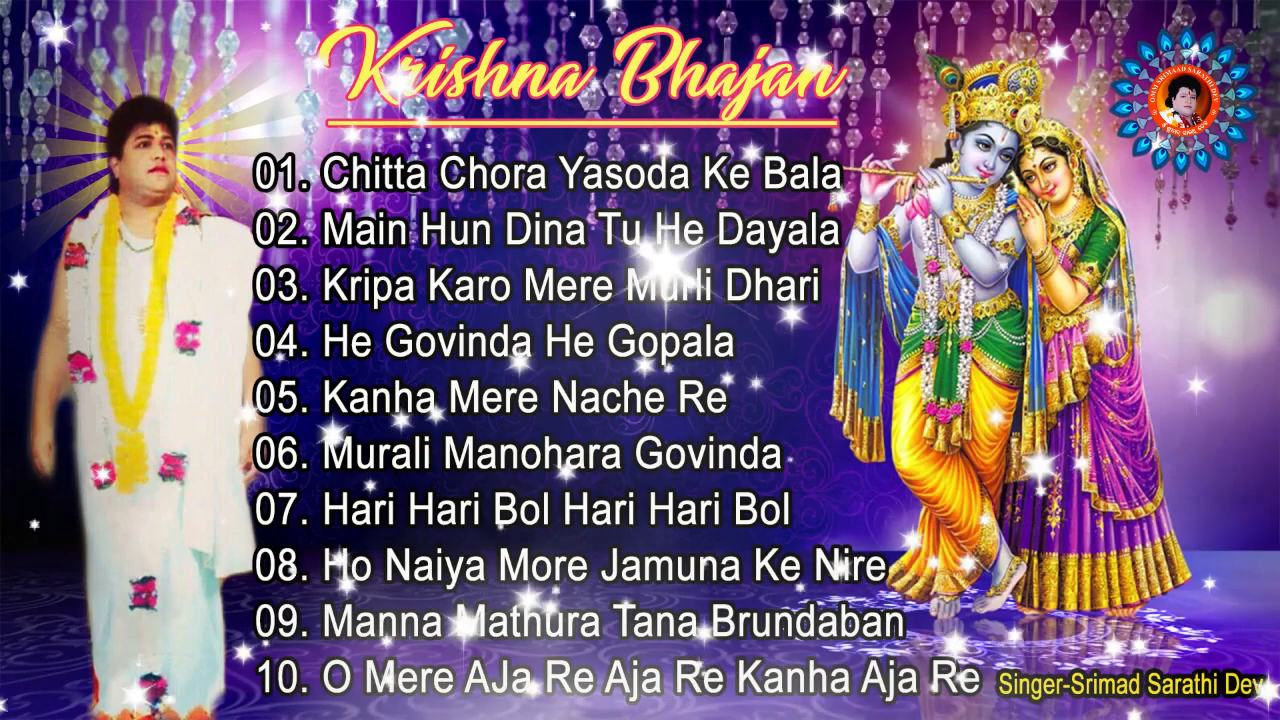 Krishna Bhajan
01. Chitta Chora Yasoda Ke Bala
02. Main Hun Dina Tu He Dayala
03. Kripa Karo Mere Murli Dhari
04. He Govinda He Gopala
05. Kanha Mere Nache Re
06. Murali Manohara Govinda
07. Hari Hari Bol Hari Hari Bol
08. Ho Naiya More Jamuna Ke Nire
09. Manna Mathura Tana Brundaban
10. O Mere AJa Re Aja Re Kanha Aja Re
Singer-Srimad Sarathi Dev